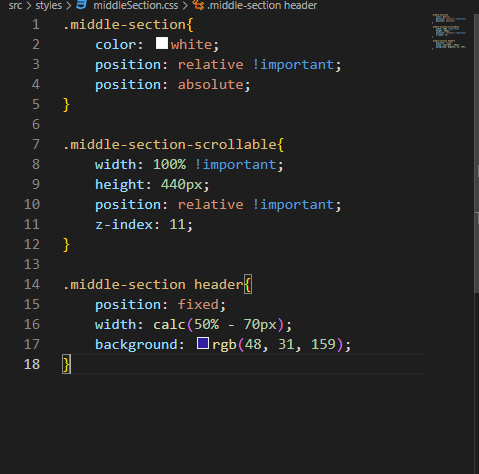 src > styles > middleSection.css > .middle-section header
1 .middle-section{
2 color: white;
3 position: relative !important;
4 position: absolute;
5 }
6
7 .middle-section-scrollable{
8 width: 100% !important;
9 height: 440px;
10 position: relative !important;
11 z-index: 11;
12 }
13
14 .middle-section header{
15 position: fixed;
16 width: calc(50% - 70px);
17 background: rgb(48, 31, 159);
18 }